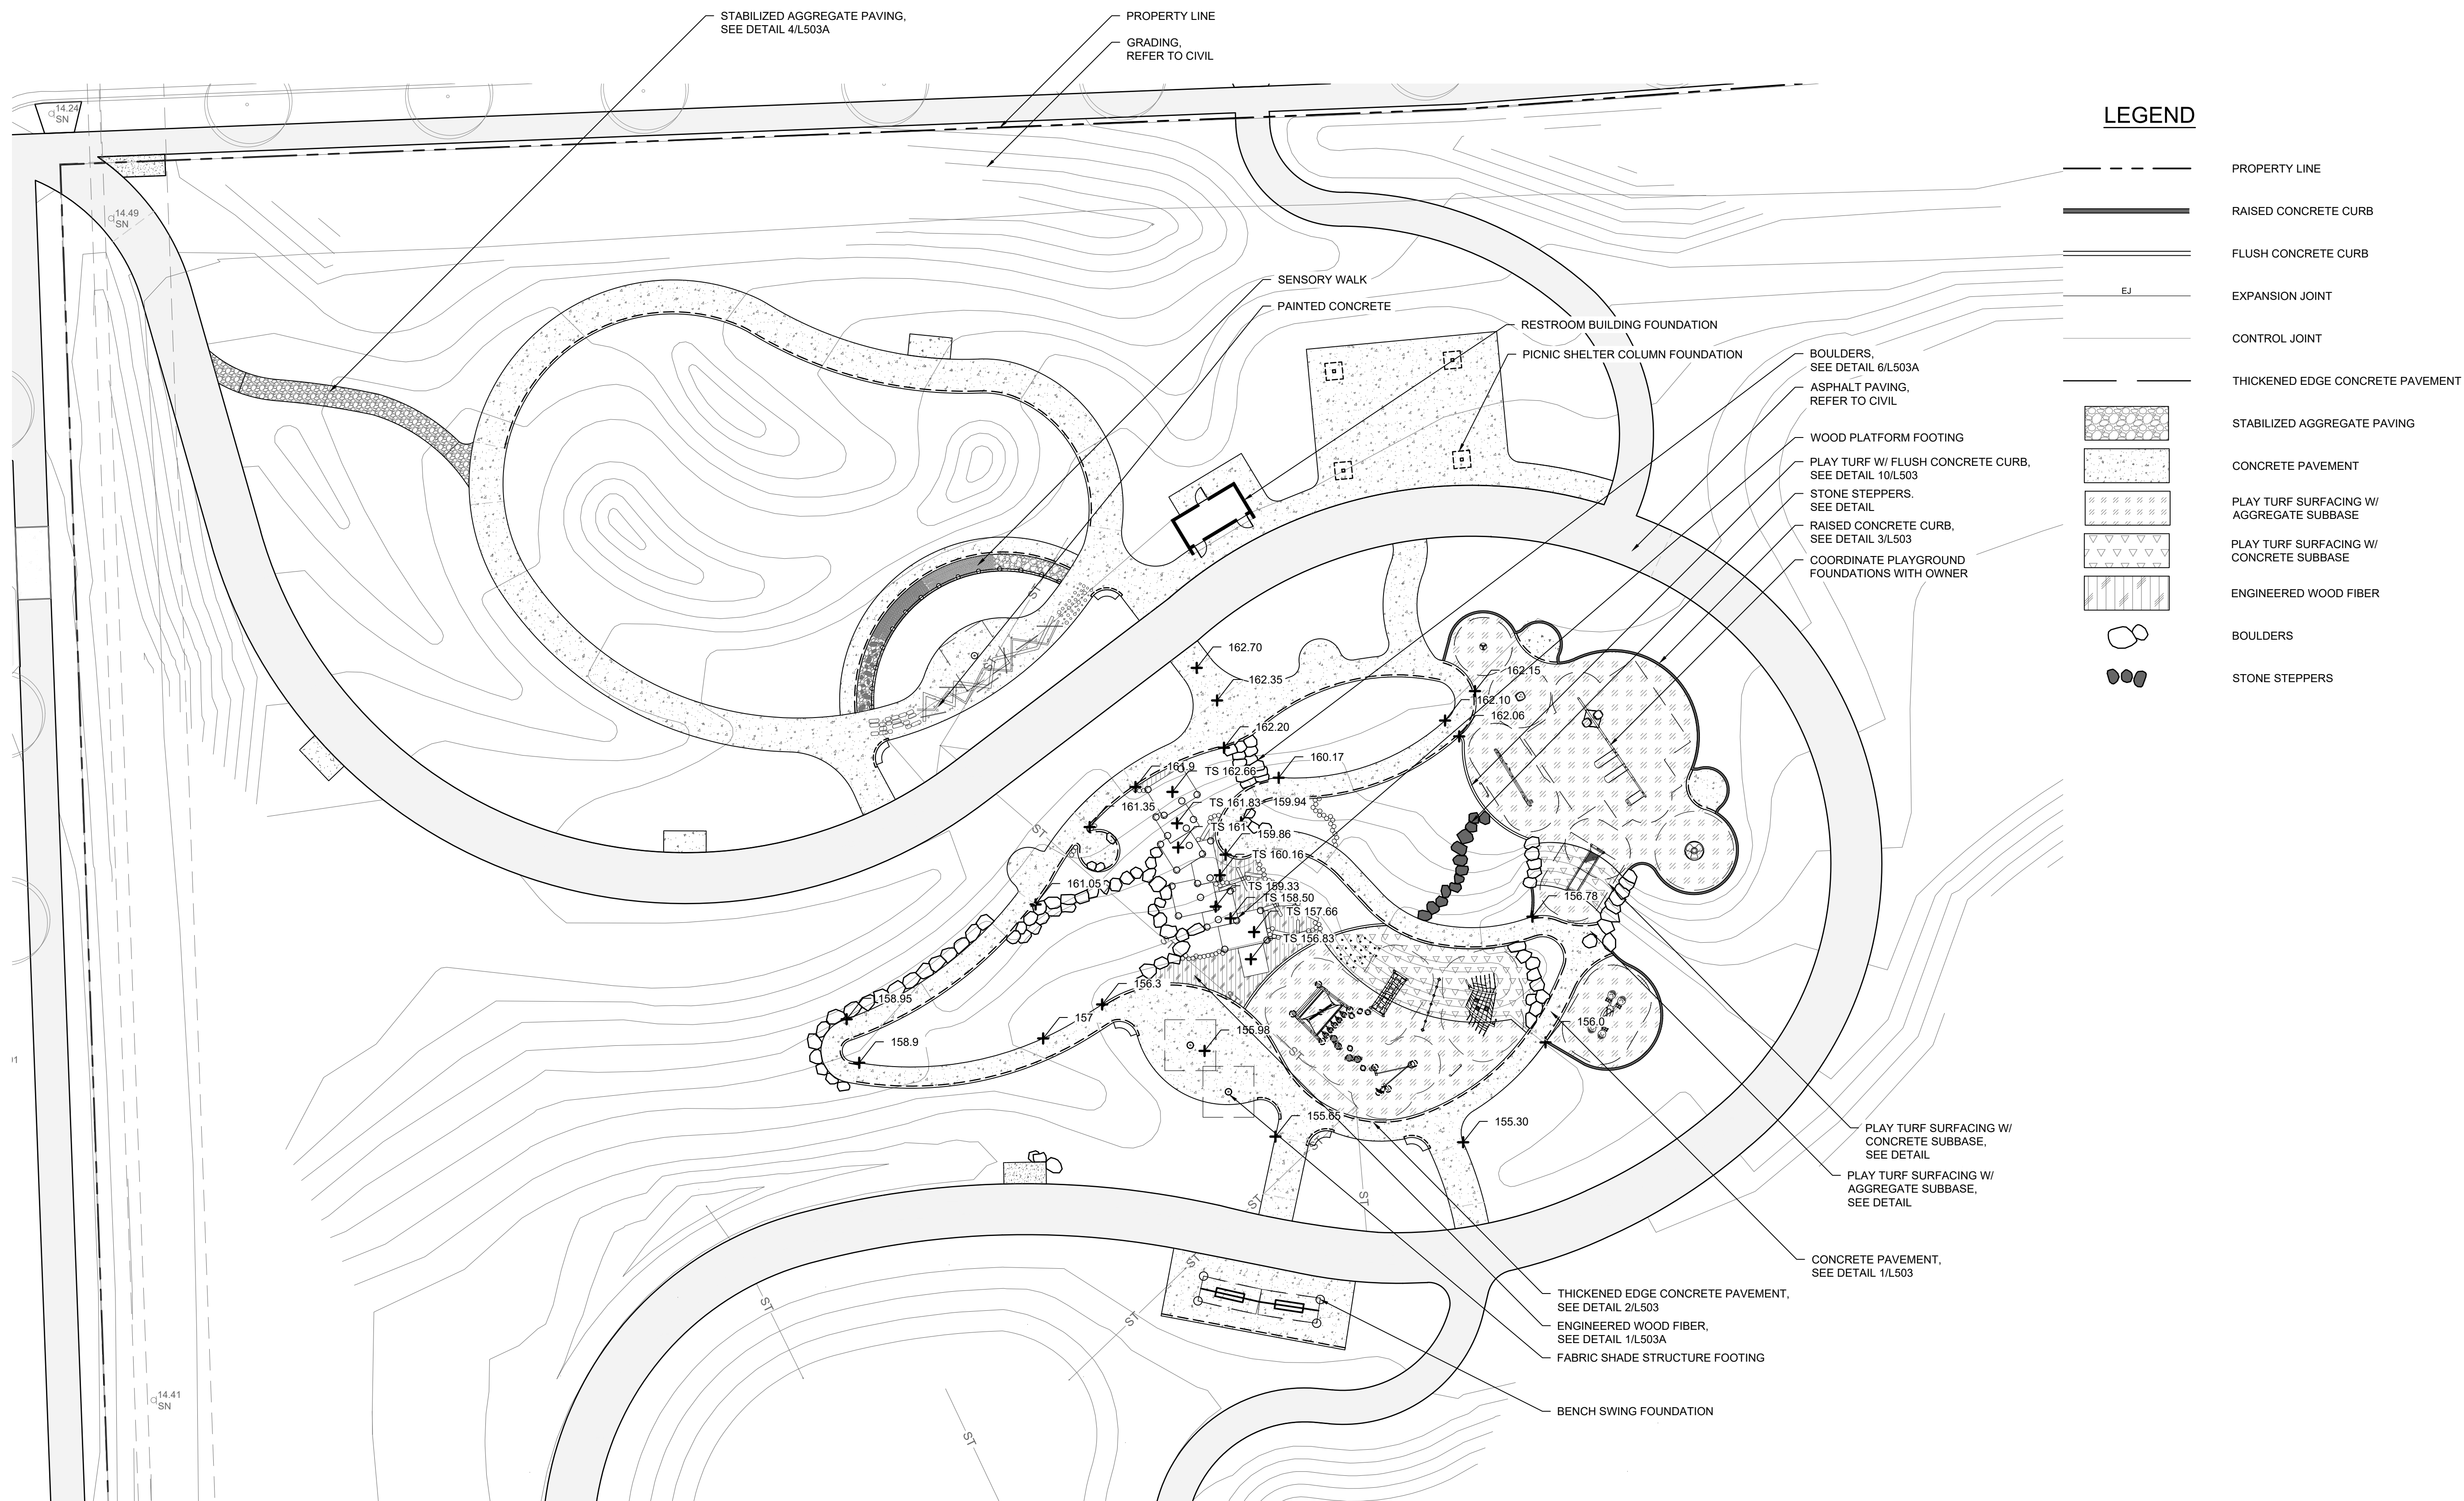 STABILIZED AGGREGATE PAVING,
SEE DETAIL 4/L503A
PROPERTY LINE
GRADING,
REFER TO CIVIL
14.24
SN
14.49
SN
SENSORY WALK
PAINTED CONCRETE
RESTROOM BUILDING FOUNDATION
PICNIC SHELTER COLUMN FOUNDATION
BOULDERS,
SEE DETAIL 6/L503A
ASPHALT PAVING,
REFER TO CIVIL
WOOD PLATFORM FOOTING
PLAY TURF W/ FLUSH CONCRETE CURB,
SEE DETAIL 10/L503
STONE STEPPERS.
SEE DETAIL
RAISED CONCRETE CURB,
SEE DETAIL 3/L503
COORDINATE PLAYGROUND
FOUNDATIONS WITH OWNER
LEGEND
PROPERTY LINE
RAISED CONCRETE CURB
FLUSH CONCRETE CURB
EJ
EXPANSION JOINT
CONTROL JOINT
THICKENED EDGE CONCRETE PAVEMENT
STABILIZED AGGREGATE PAVING
CONCRETE PAVEMENT
PLAY TURF SURFACING W/
AGGREGATE SUBBASE
PLAY TURF SURFACING W/
CONCRETE SUBBASE
ENGINEERED WOOD FIBER
BOULDERS
STONE STEPPERS
ST
162.70
162.35
162.15
162.10
162.06
162.20
160.17
161.9
TS 162.66
161.35
TS 161.83
159.94
TS 161
159.86
ST
TS 160.16
161.05
TS 159.33
TS 158.50
TS 157.66
TS 156.83
156.78
156.3
158.95
157
155.98
156.0
158.9
ST
155.65
155.30
ST
ST
ST
ST
ST
ST
ST
14.41
SN
PLAY TURF SURFACING W/
CONCRETE SUBBASE,
SEE DETAIL
PLAY TURF SURFACING W/
AGGREGATE SUBBASE,
SEE DETAIL
CONCRETE PAVEMENT,
SEE DETAIL 1/L503
THICKENED EDGE CONCRETE PAVEMENT,
SEE DETAIL 2/L503
ENGINEERED WOOD FIBER,
SEE DETAIL 1/L503A
FABRIC SHADE STRUCTURE FOOTING
BENCH SWING FOUNDATION